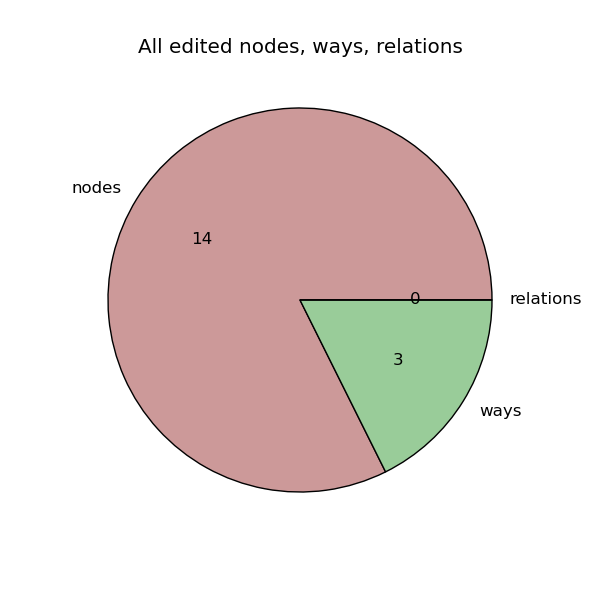 All edited nodes, ways, relations
nodes
14
0
relations
3
ways